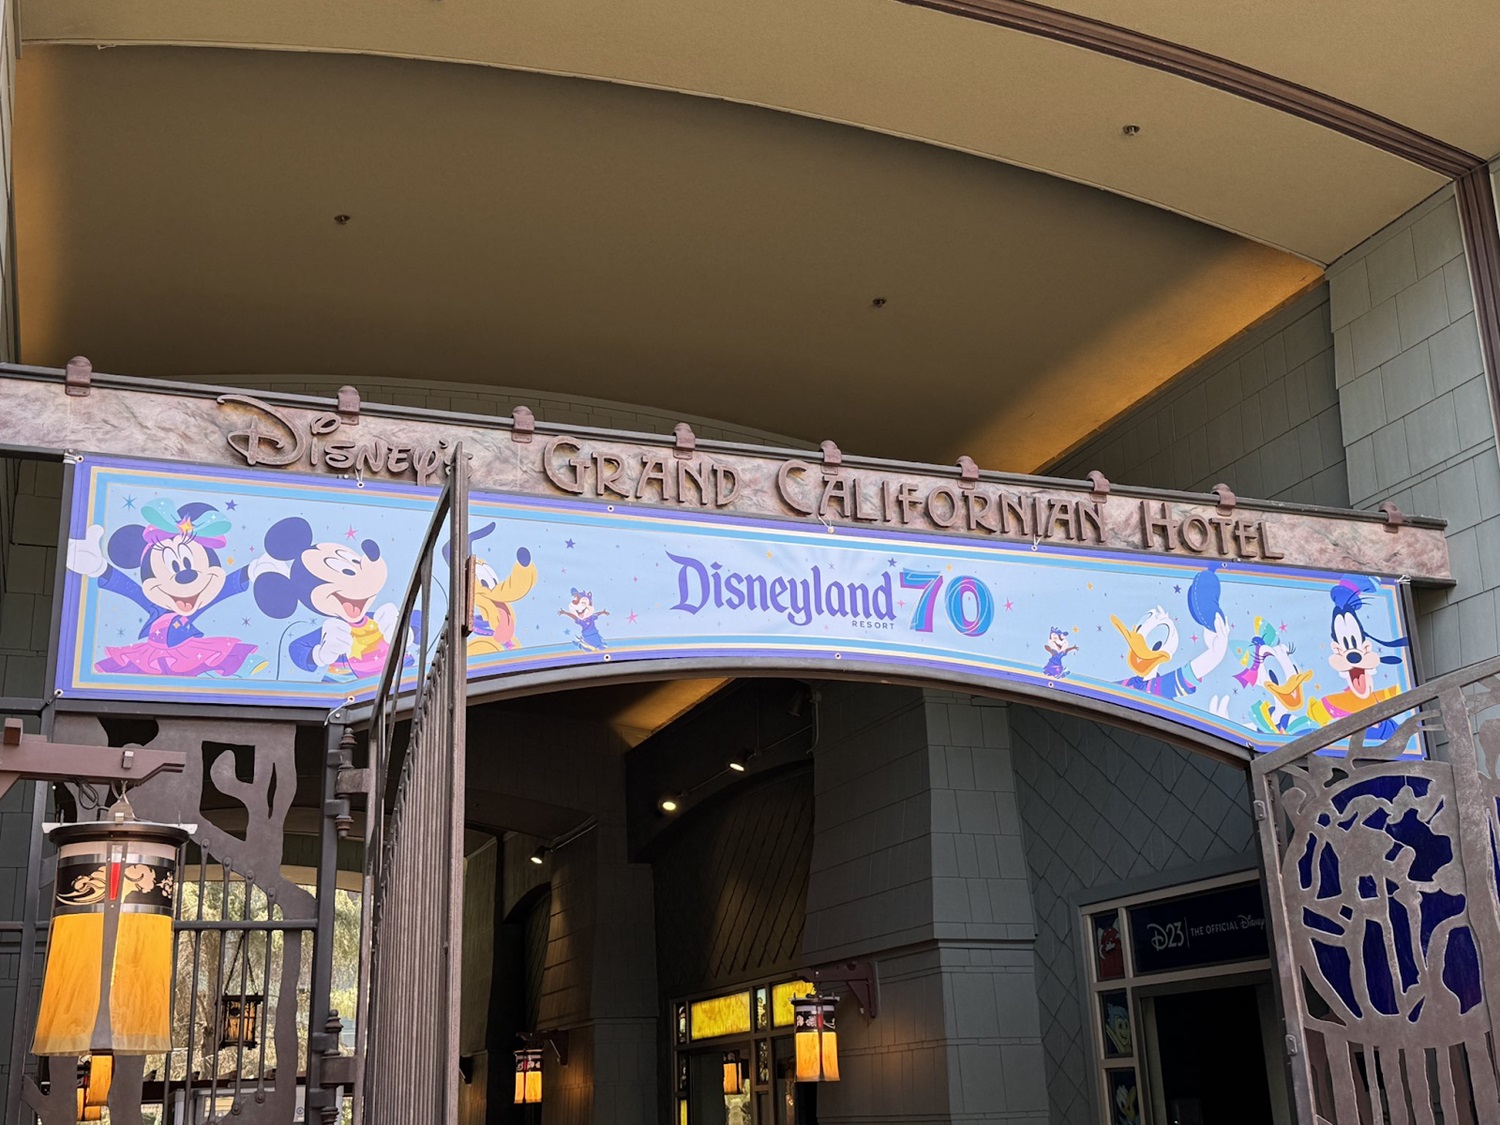 Disney's Grand Californian Hotel
Disneyland 70
RESORT
D23 | THE OFFICIAL Disney